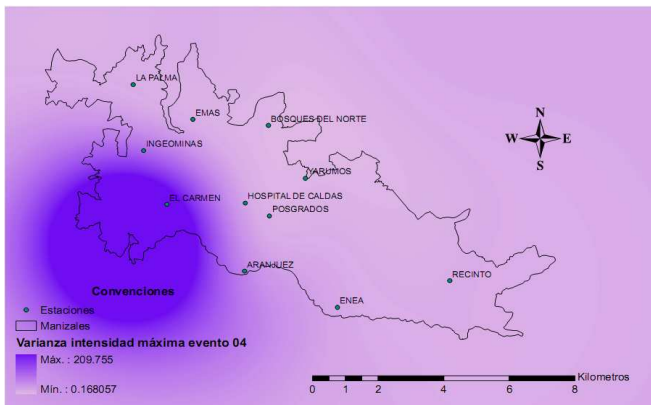 LA PALMA
EMAS
BOSQUES DEL NORTE
N
W E
S
INGEOMINAS
YARUMOS
EL CARMEN
HOSPITAL DE CALDAS
POSGRADOS
ARANJUEZ
RECINTO
ENEA
Convenciones
Estaciones
Manizales
Varianza intensidad máxima evento 04
Máx. : 209.755
Mín. : 0.168057
Kilometros
0 1 2 4 6 8